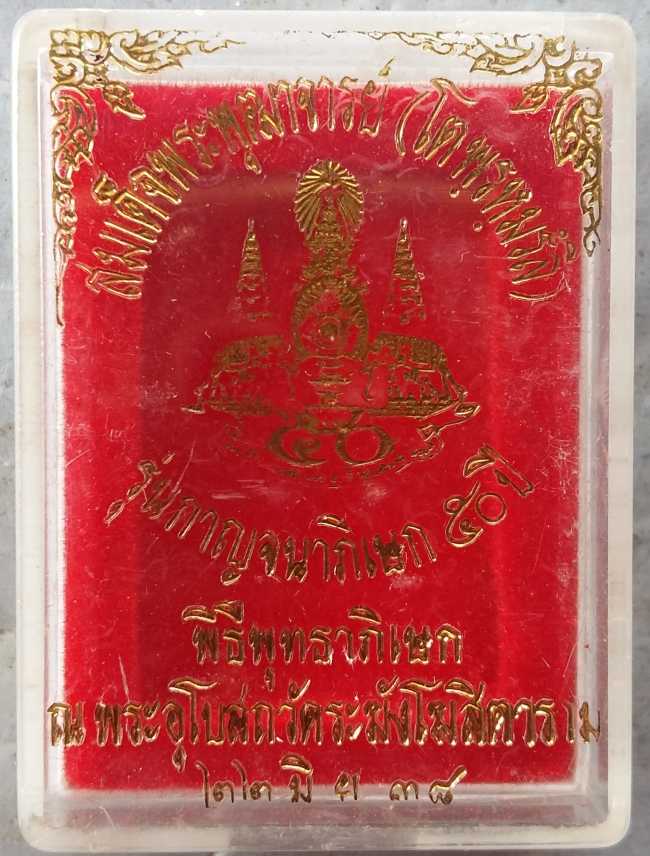 สมเด็จพระพุฒาจารย์ (โต พฺรหฺมรํสี)
๕๐
รุ่นกาญจนาภิเษก ๕๐ ปี
พิธีพุทธาภิเษก
ณ พระอุโบสถวัดระฆังโฆสิตาราม
๒๒ มิ ย ๓๘